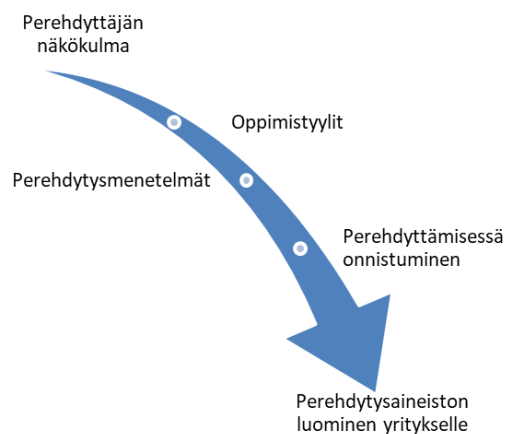 Perehdyttäjän
näkökulma
Oppimistyylit
Perehdytysmenetelmät
Perehdyttämisessä
onnistuminen
Perehdytysaineiston
luominen yritykselle